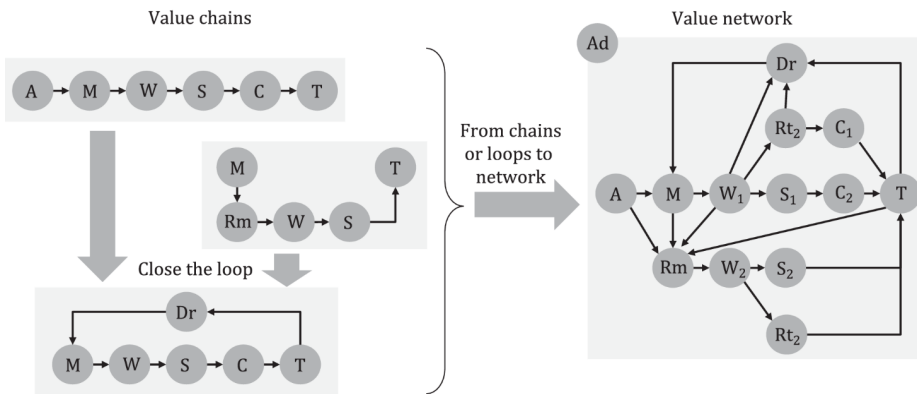 Value chains
A M W S C T
M T
Rm W S
Close the loop
Dr
M W S C T
From chains
or loops to
network
Value network
Ad
Dr
Rt₂ C₁
A M W₁ S₁ C₂ T
Rm W₂ S₂
Rt₂